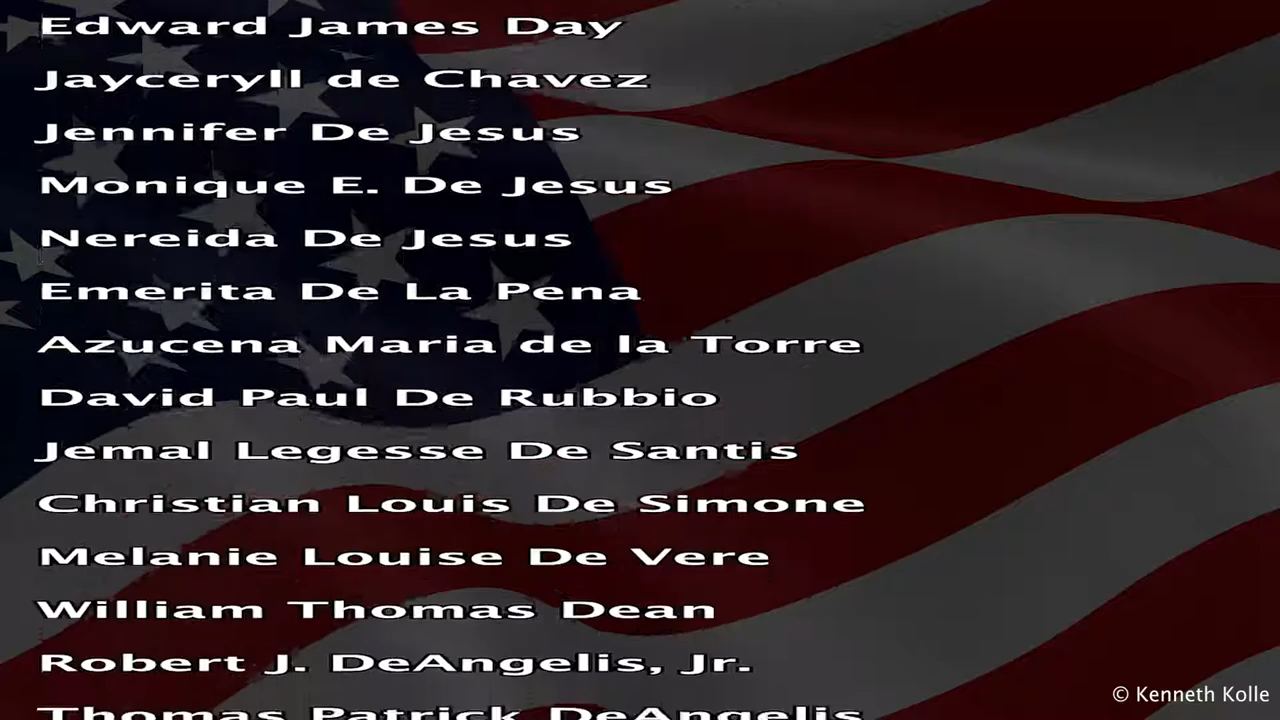 Edward James Day
Jayceryll de Chavez
Jennifer De Jesus
Monique E. De Jesus
Nereida De Jesus
Emerita De La Pena
Azucena Maria de la Torre
David Paul De Rubbio
Jemal Legesse De Santis
Christian Louis De Simone
Melanie Louise De Vere
William Thomas Dean
Robert J. DeAngelis, Jr.
Thomas Patrick DeAngelis
© Kenneth Kolle